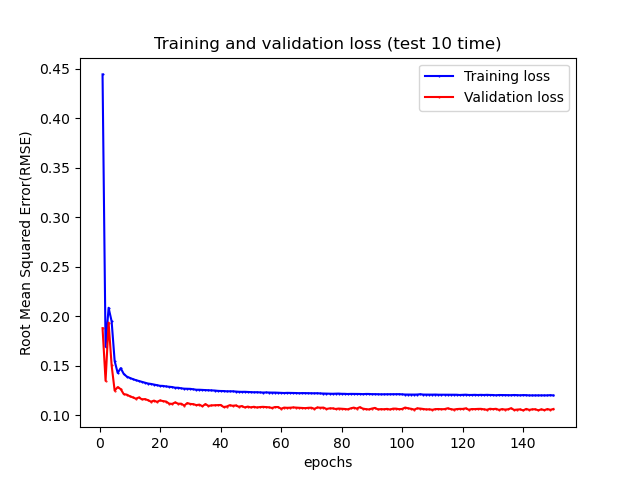 Training and validation loss (test 10 time)
Training loss
Validation loss
Root Mean Squared Error(RMSE)
0.45
0.40
0.35
0.30
0.25
0.20
0.15
0.10
0 20 40 60 80 100 120 140
epochs